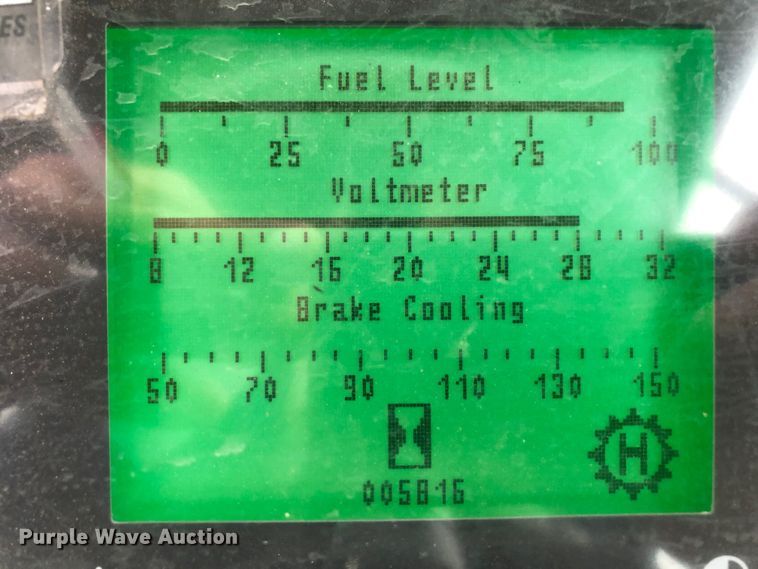 ES
Fuel Level
0 25 50 75 100
Voltmeter
8 12 16 20 24 28 32
Brake Cooling
50 70 90 110 130 150
H
005816
Purple Wave Auction